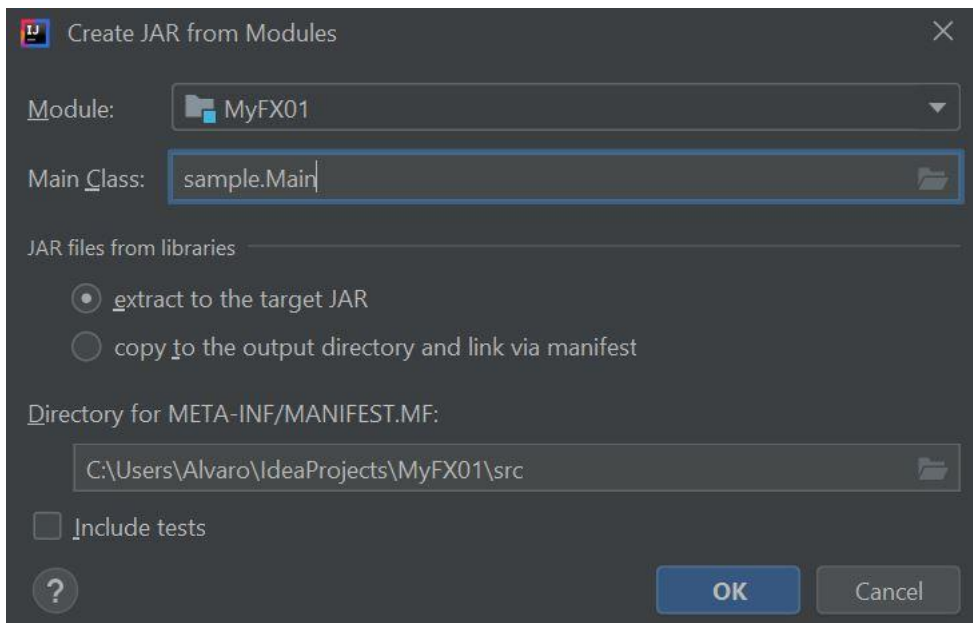 IJ
Create JAR from Modules
Module: MyFX01
Main Class: sample.Main
JAR files from libraries
extract to the target JAR
copy to the output directory and link via manifest
Directory for META-INF/MANIFEST.MF:
C:\Users\Alvaro\IdeaProjects\MyFX01\src
Include tests
? OK Cancel